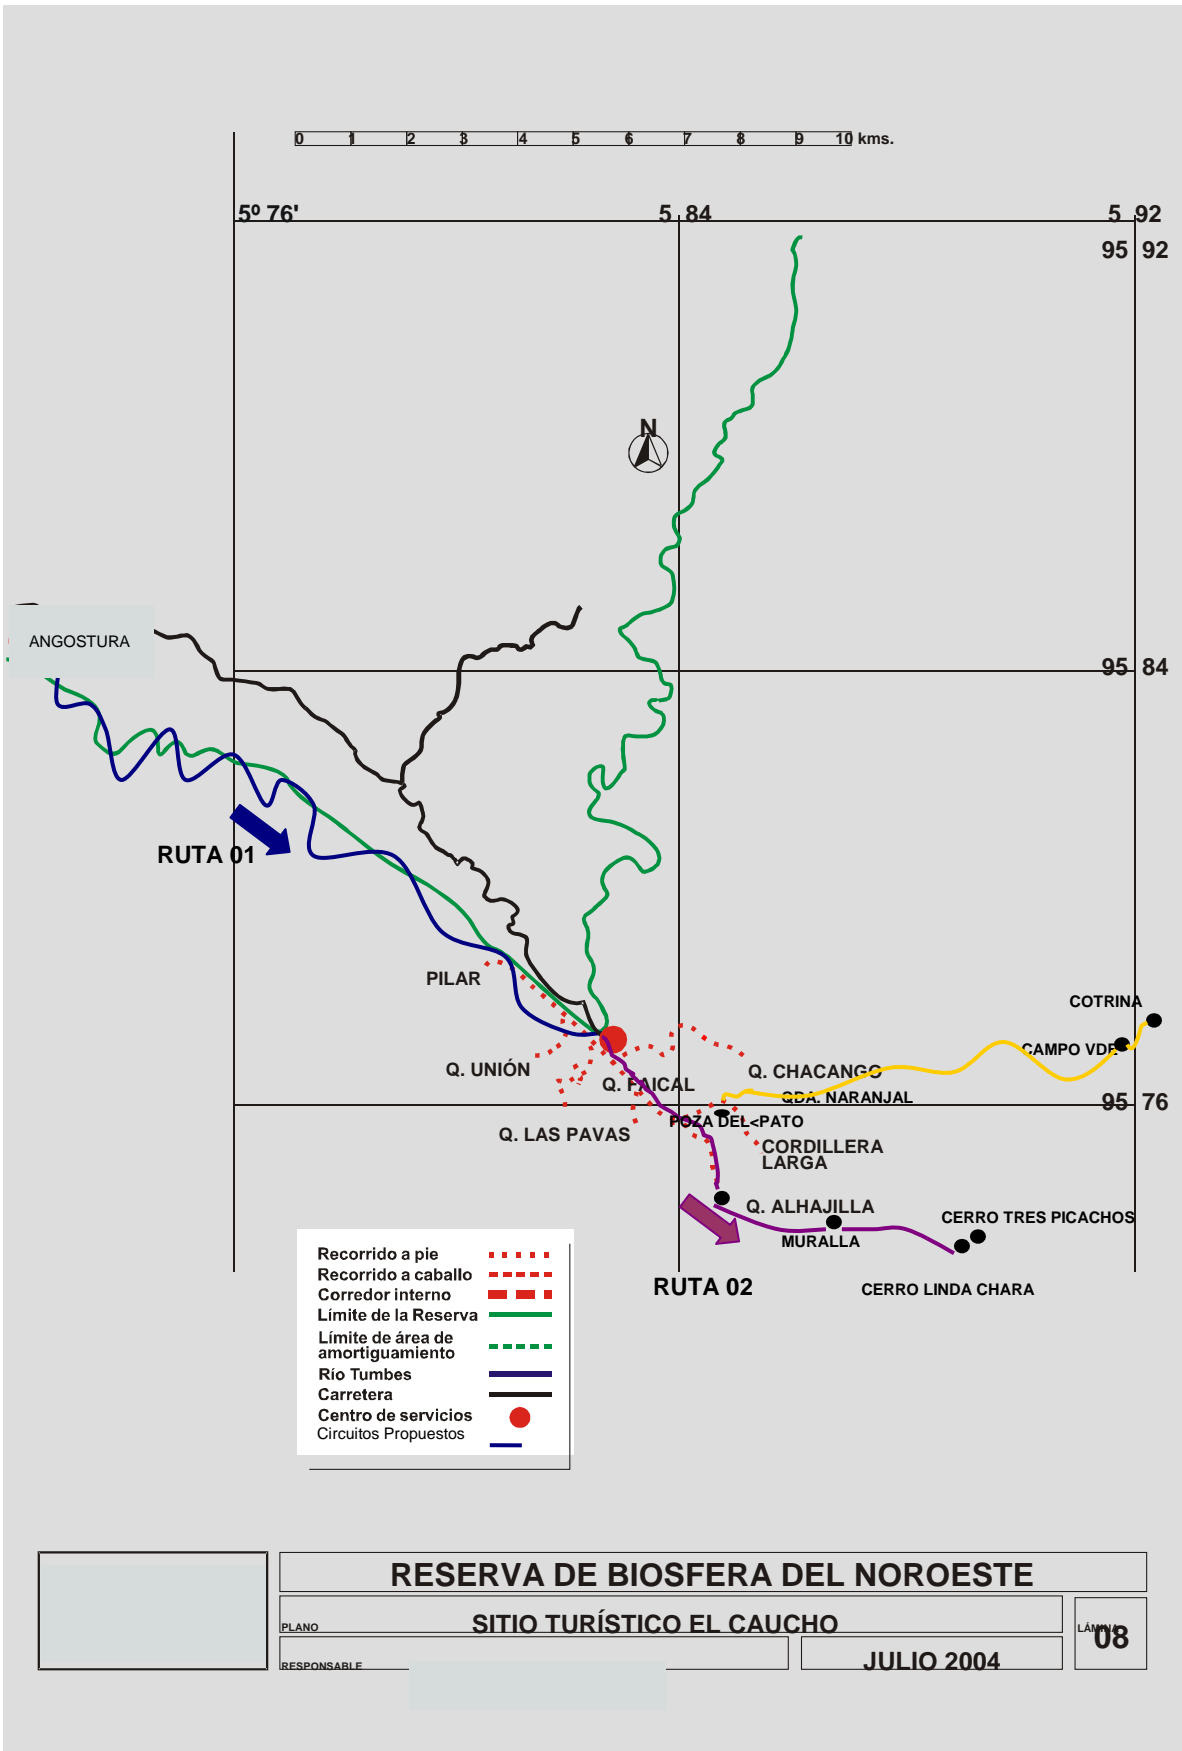 0 1 2 3 4 5 6 7 8 9 10 kms.
5º 76' 5 84 5 92
95 92
N
ANGOSTURA
95 84
RUTA 01
PILAR
COTRINA
CAMPO VDE
Q. UNIÓN
Q. FAICAL
Q. CHACANGO
QDA. NARANJAL
95 76
POZA DEL<PATO
Q. LAS PAVAS
CORDILLERA
LARGA
Q. ALHAJILLA
CERRO TRES PICACHOS
MURALLA
RUTA 02
CERRO LINDA CHARA
Recorrido a pie
Recorrido a caballo
Corredor interno
Límite de la Reserva
Límite de área de
amortiguamiento
Río Tumbes
Carretera
Centro de servicios
Circuitos Propuestos
RESERVA DE BIOSFERA DEL NOROESTE
PLANO SITIO TURÍSTICO EL CAUCHO
LÁMINA 08
RESPONSABLE JULIO 2004